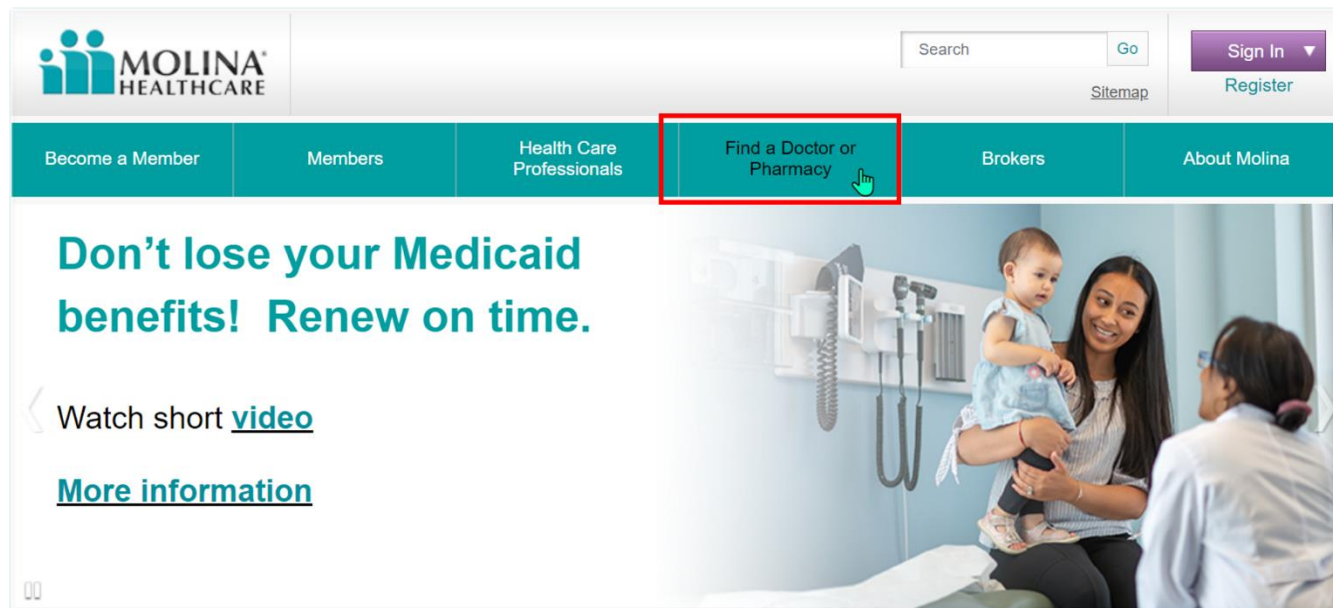 MOLINA®
HEALTHCARE
Search
Go
Sitemap
Sign In ▼
Register
Become a Member
Members
Health Care
Professionals
Find a Doctor or
Pharmacy
Brokers
About Molina
Don’t lose your Medicaid
benefits!  Renew on time.
Watch short video
More information